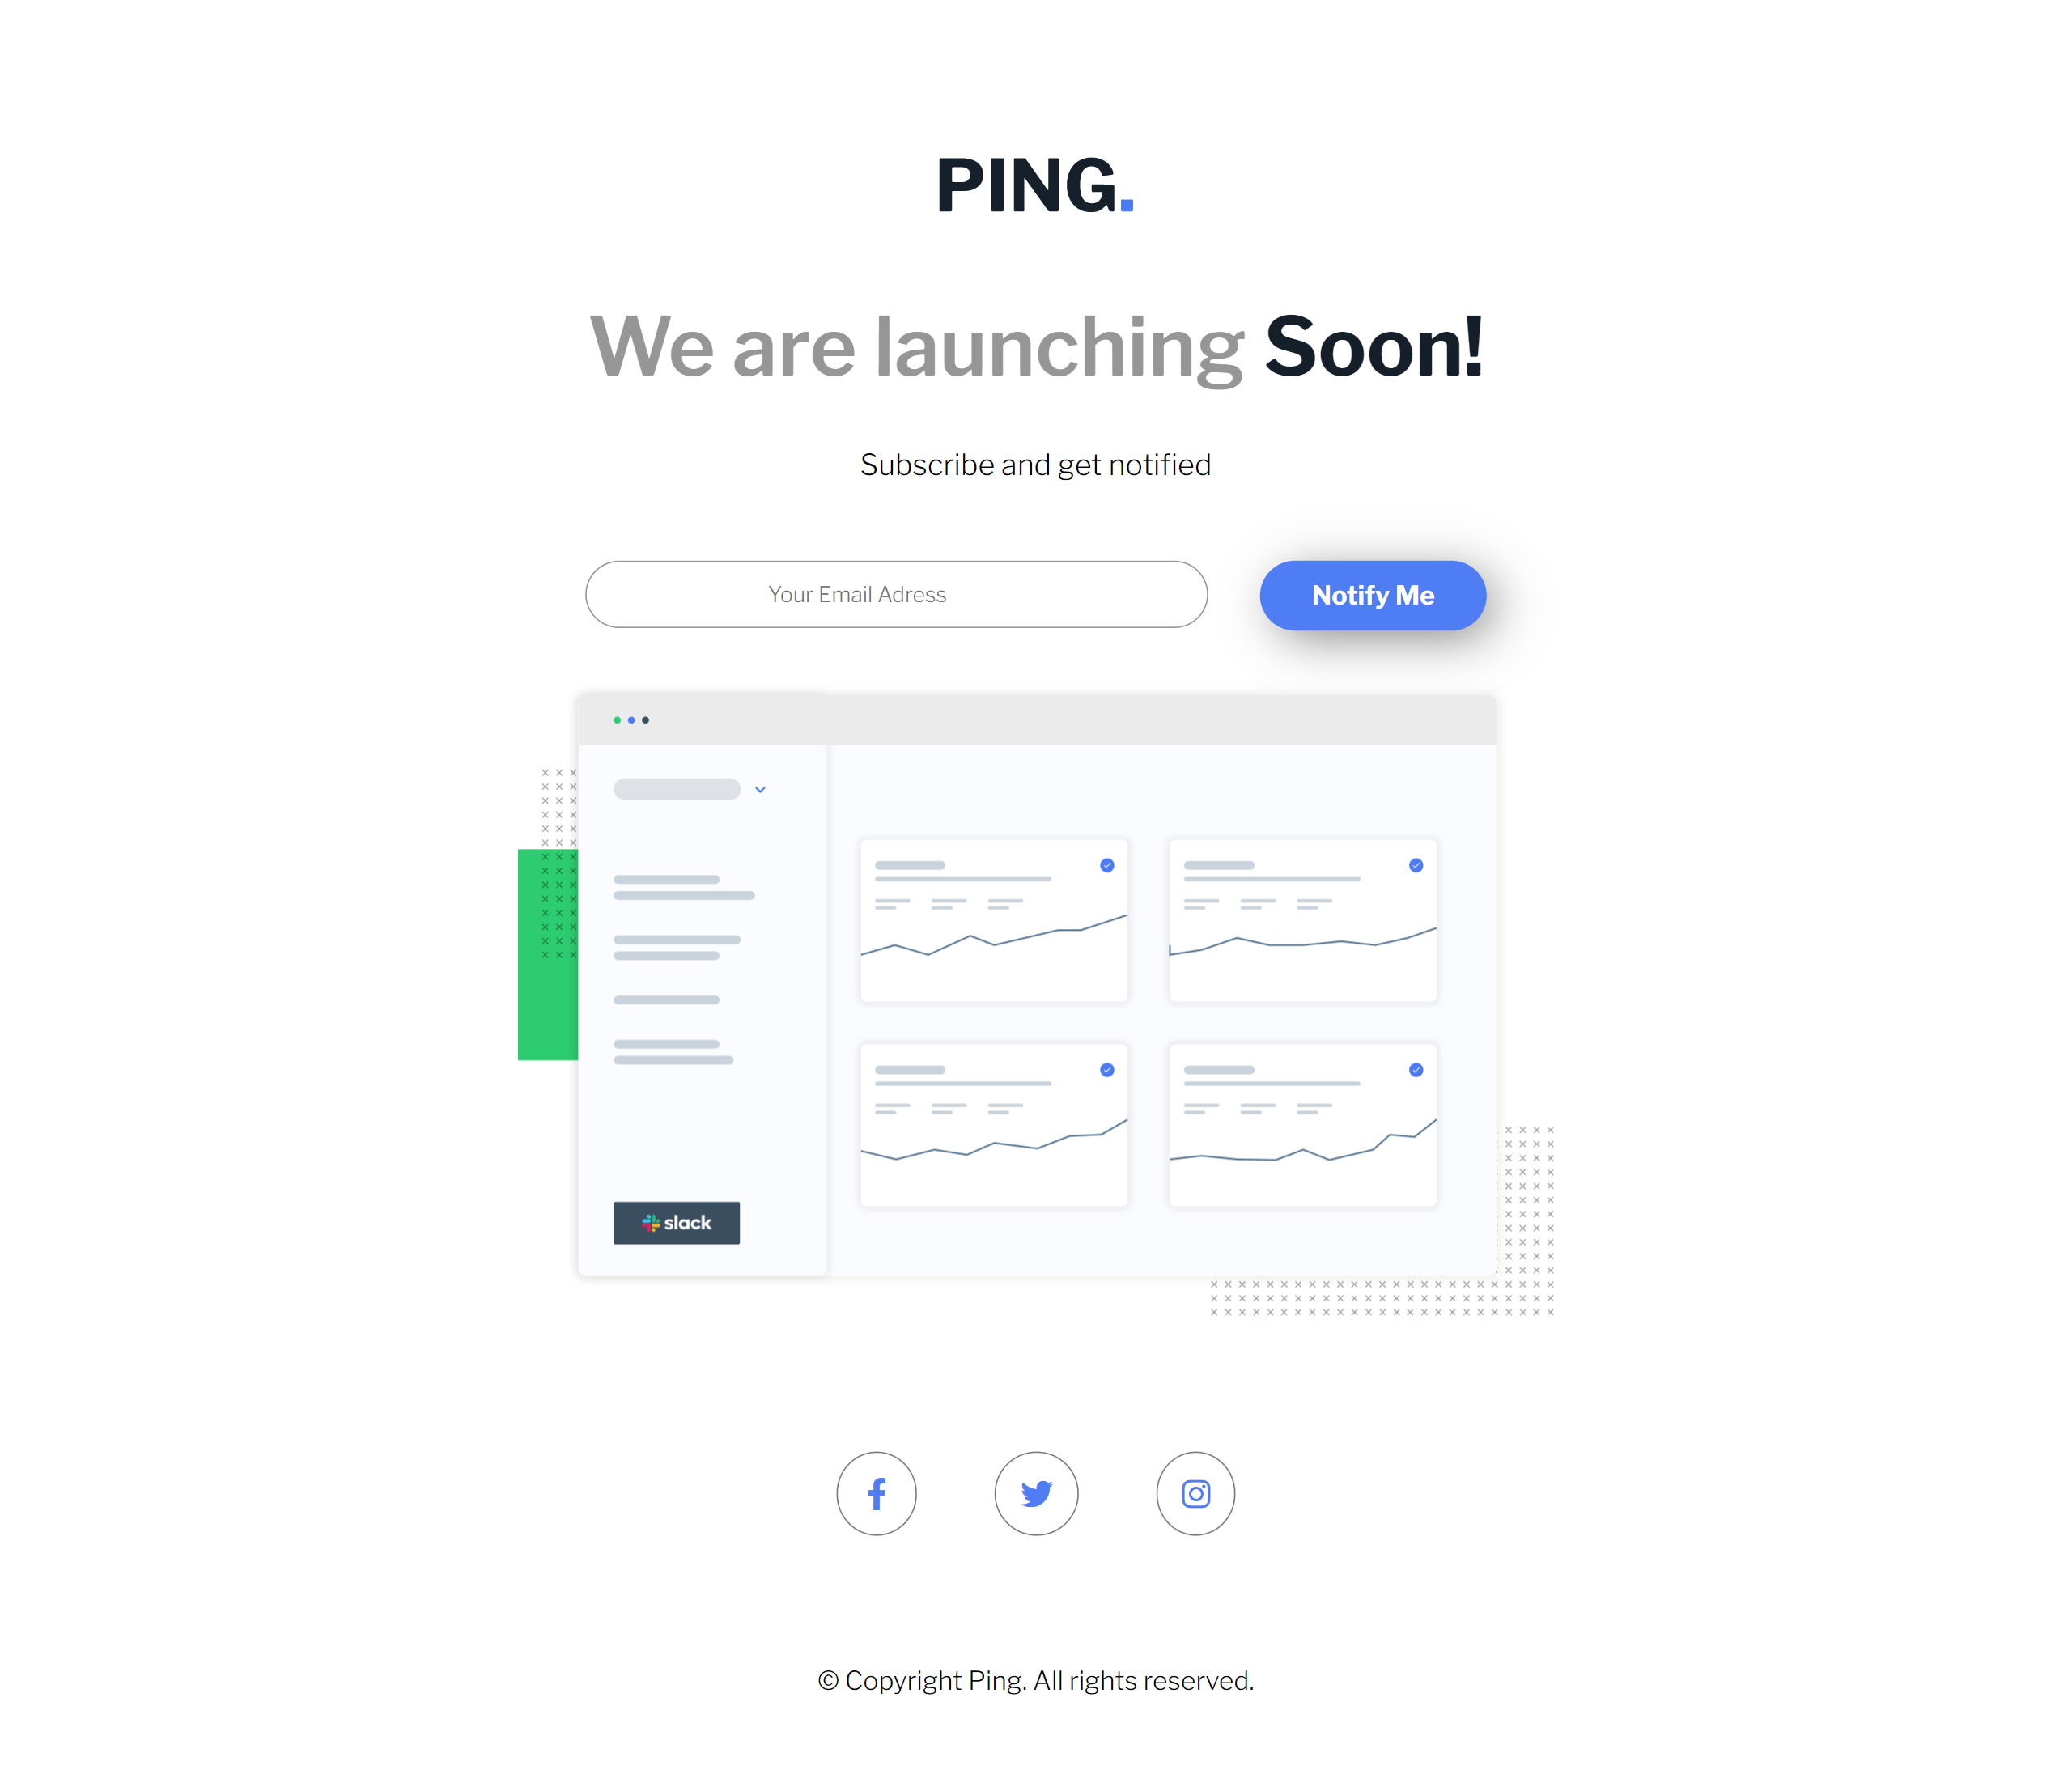 PING.
We are launching Soon!
Subscribe and get notified
Your Email Adress
Notify Me
slack
© Copyright Ping. All rights reserved.